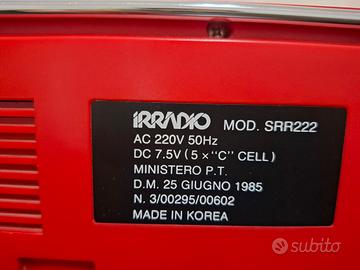 IRRADIO MOD. SRR222
AC 220V 50Hz
DC 7.5V (5 × "C" CELL)
MINISTERO P.T.
D.M. 25 GIUGNO 1985
N. 3/00295/00602
MADE IN KOREA
subito